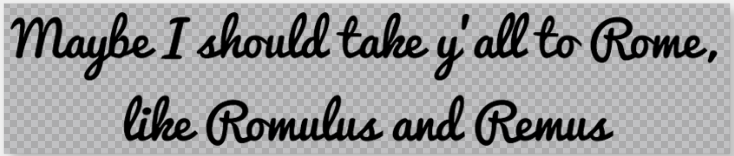 Maybe I should take y'all to Rome,
like Romulus and Remus